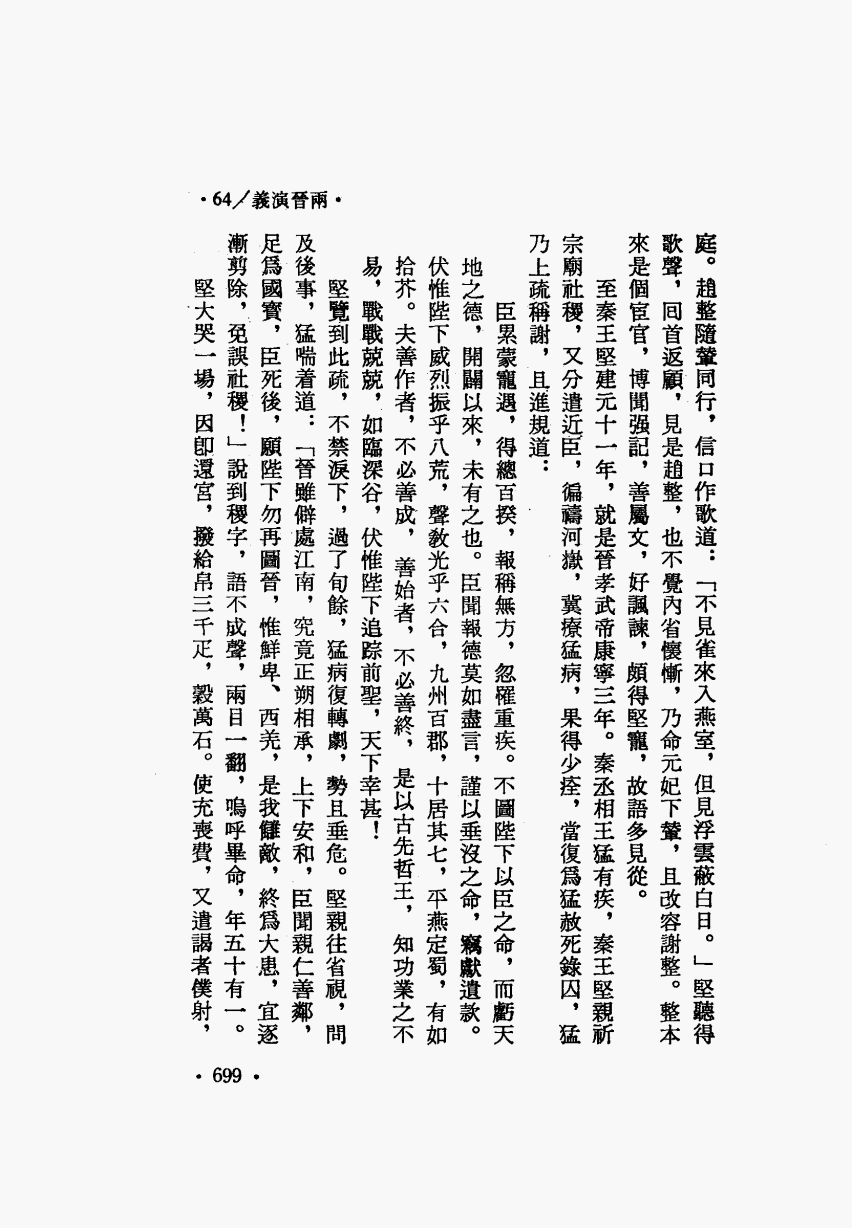 ·兩晉演義/64·
庭。趙整隨輦同行，信口作歌道：「不見雀來入燕室，但見浮雲蔽白日。」堅聽得
歌聲，囘首返顧，見是趙整，也不覺內省懷慚，乃命元妃下輦，且改容謝整。整本
來是個宦官，博聞强記，善屬文，好諷諫，頗得堅寵，故語多見從。
至秦王堅建元十一年，就是晉孝武帝康寧三年。秦丞相王猛有疾，秦王堅親祈
宗廟社稷，又分遣近臣，徧禱河嶽，冀療猛病，果得少痊，當復爲猛赦死錄囚，猛
乃上疏稱謝，且進規道：
臣累蒙寵遇，得總百揆，報稱無方，忽罹重疾。不圖陛下以臣之命，而虧天
地之德，開闢以來，未有之也。臣聞報德莫如盡言，謹以垂沒之命，竊獻遺款。
伏惟陛下威烈振乎八荒，聲敎光乎六合，九州百郡，十居其七，平燕定蜀，有如
拾芥。夫善作者，不必善成，善始者，不必善終，是以古先哲王，知功業之不
易，戰戰兢兢，如臨深谷，伏惟陛下追踪前聖，天下幸甚！
堅覽到此疏，不禁淚下，過了旬餘，猛病復轉劇，勢且垂危。堅親往省視，問
及後事，猛喘着道：「晉雖僻處江南，究竟正朔相承，上下安和，臣聞親仁善鄰，
足爲國寶，臣死後，願陛下勿再圖晉，惟鮮卑、西羌，是我讎敵，終爲大患，宜逐
漸剪除，免誤社稷！」說到稷字，語不成聲，兩目一翻，嗚呼畢命，年五十有一。
堅大哭一場，因卽還宮，撥給帛三千疋，穀萬石。使充喪費，又遣謁者僕射，
·699·